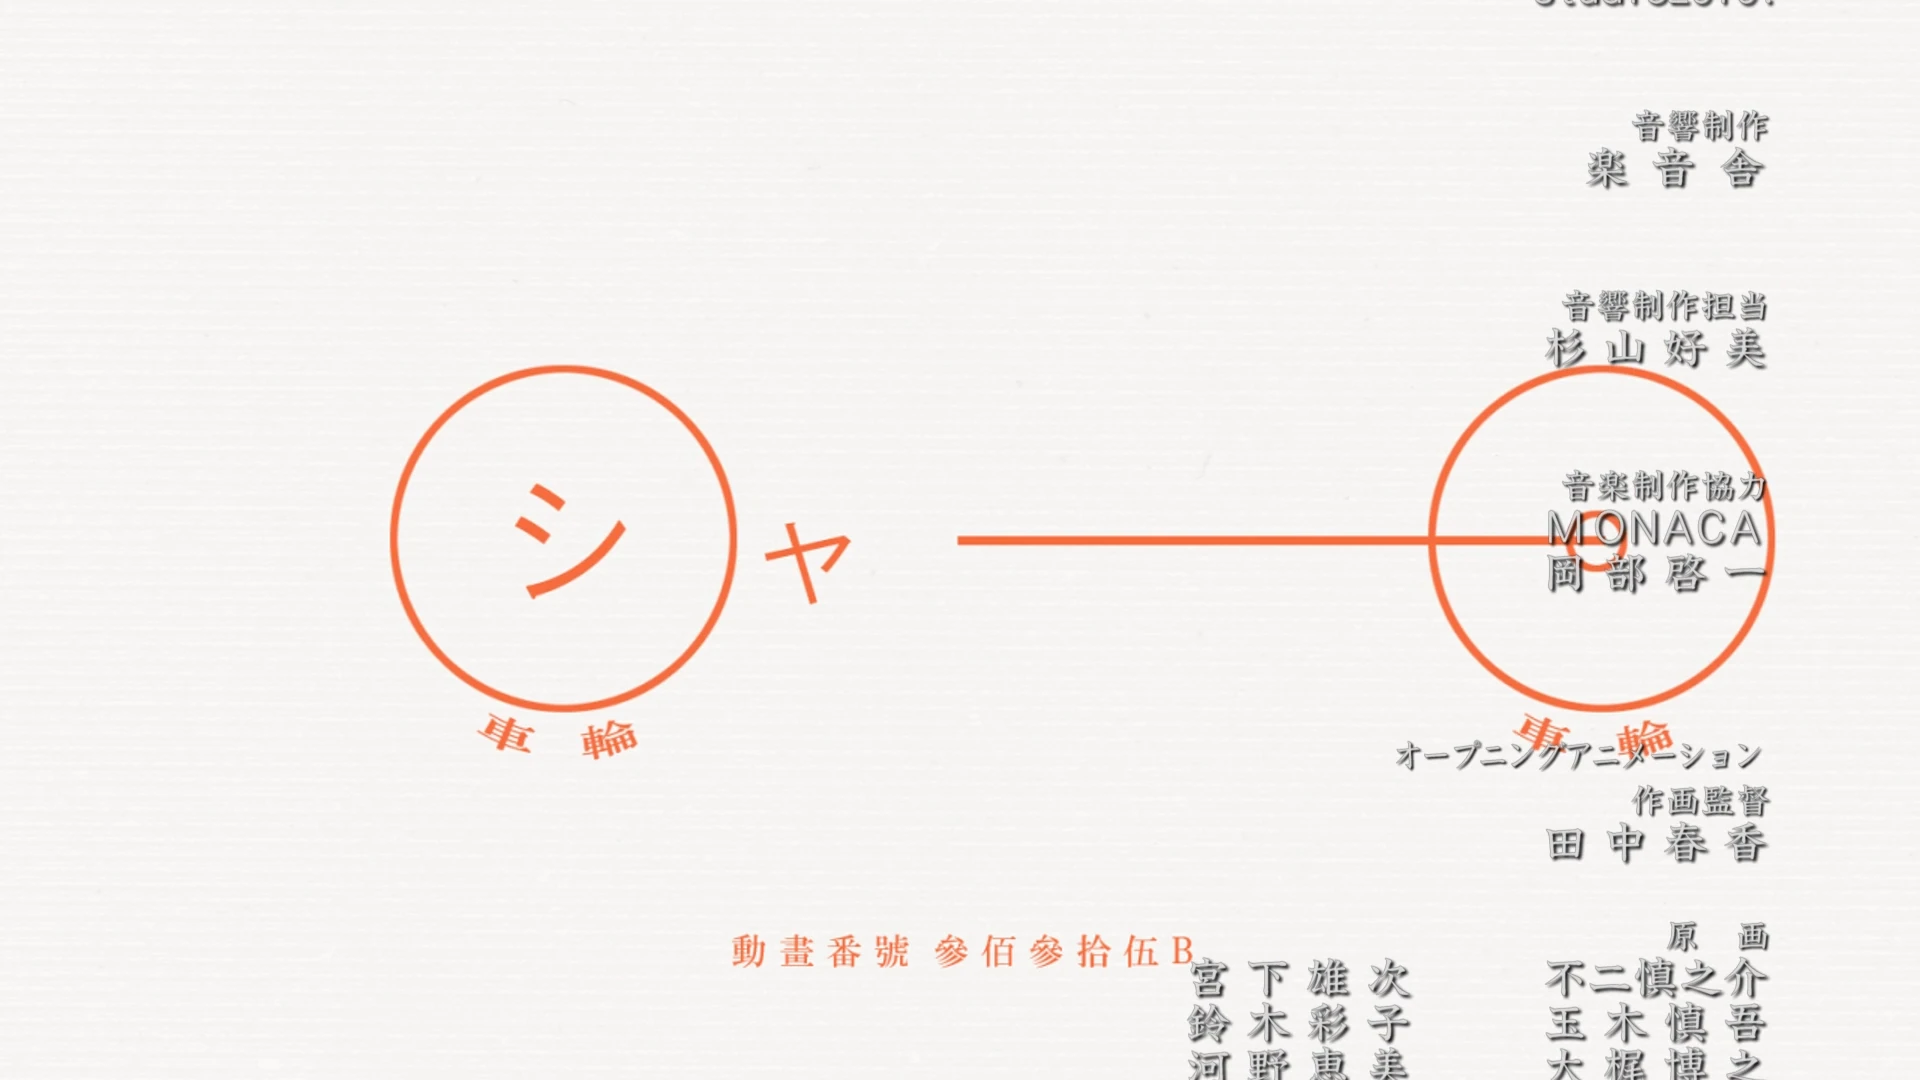 音響制作
楽音舎
音響制作担当
杉山好美
シャ
音楽制作協力
MONACA
岡部啓一
車輪
車輪
オープニングアニメーション
作画監督
田中春香
動畫番號 參佰參拾伍B
原画
宮下雄次 不二慎之介
鈴木彩子 玉木慎吾
河野恵美 大梶博之